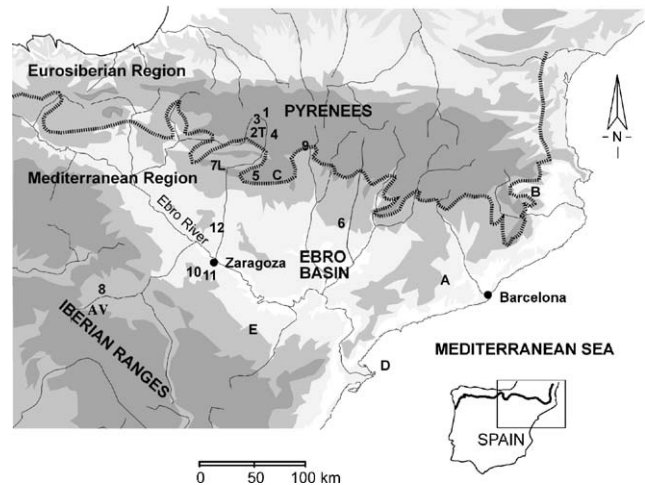 Eurosiberian Region
PYRENEES
1
3
2T 4
9
Mediterranean Region
7L
5 C
B
- N -
Ebro River
12
6
Zaragoza
EBRO
BASIN
10 11
8
AV
IBERIAN RANGES
A
Barcelona
E
D
MEDITERRANEAN SEA
SPAIN
0 50 100 km